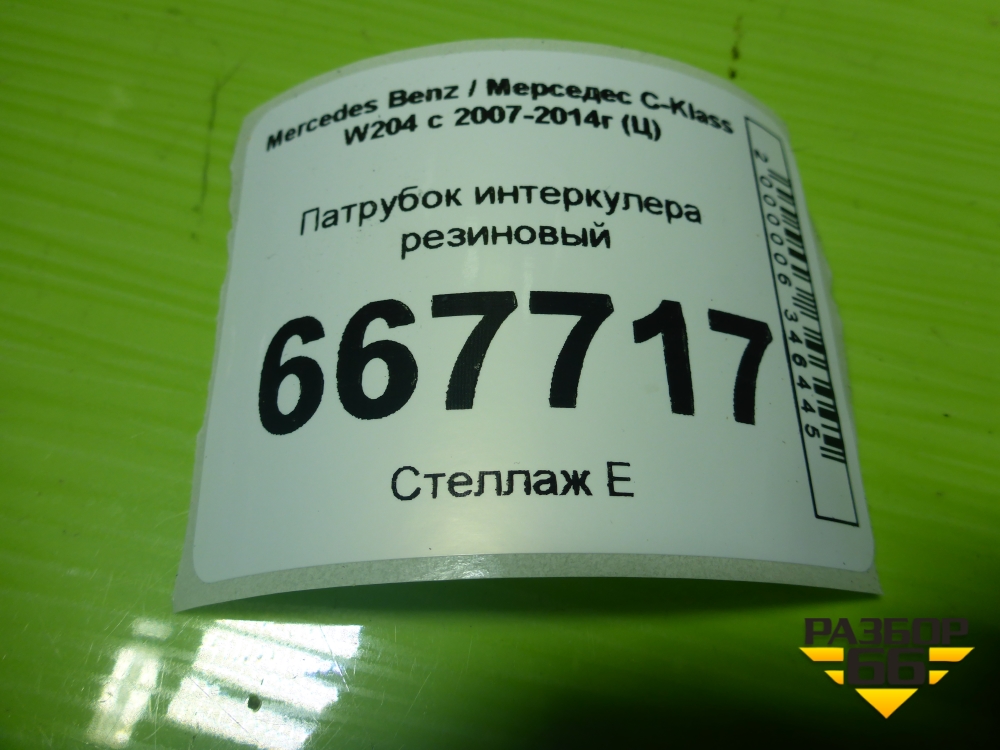 Mercedes Benz / Мерседес C-Klass
W204 с 2007-2014г (Ц)
Патрубок интеркулера
резиновый
667717
Стеллаж Е
2000006346445
РАЗБОР
66